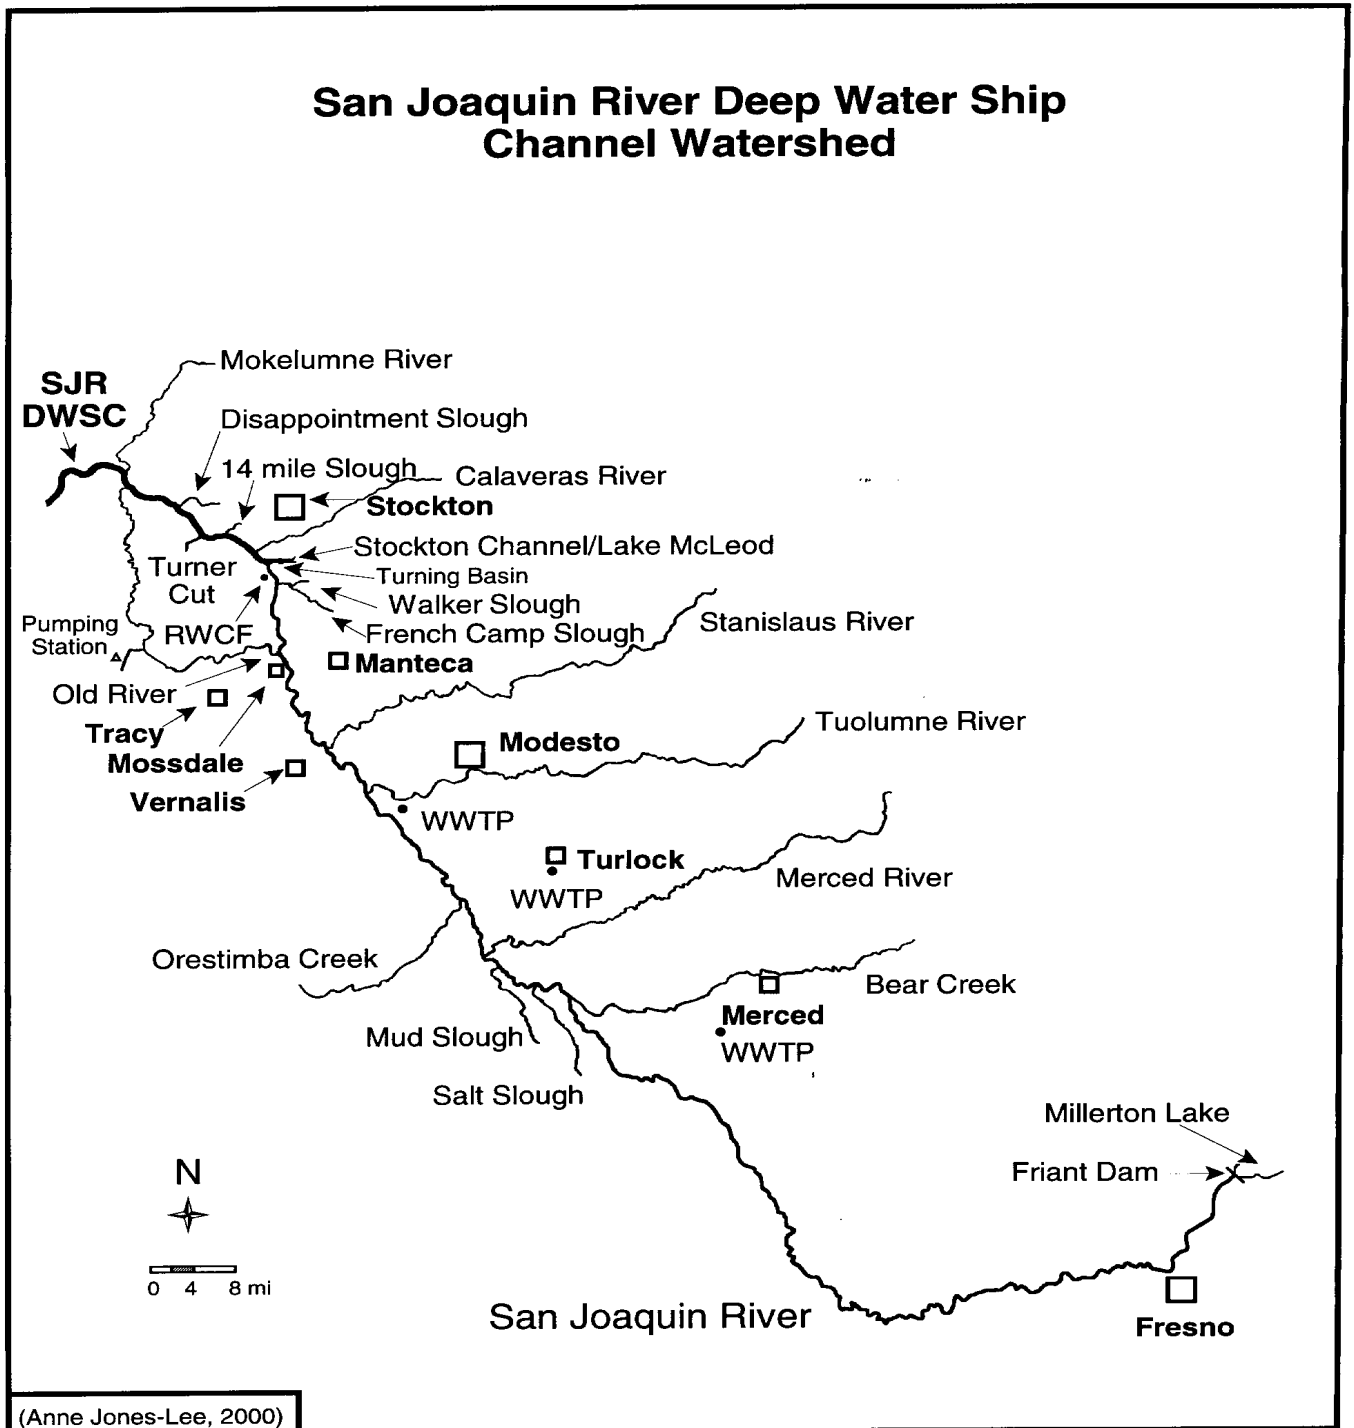 San Joaquin River Deep Water Ship
Channel Watershed
Mokelumne River
SJR
DWSC
Disappointment Slough
14 mile Slough
Calaveras River
Stockton
Stockton Channel/Lake McLeod
Turner
Cut
Turning Basin
Walker Slough
Pumping
Station
RWCF
French Camp Slough
Stanislaus River
Manteca
Old River
Tracy
Mossdale
Vernalis
Modesto
Tuolumne River
WWTP
Turlock
WWTP
Merced River
Orestimba Creek
Bear Creek
Merced
WWTP
Mud Slough
Salt Slough
Millerton Lake
Friant Dam
N
0 4 8 mi
San Joaquin River
Fresno
(Anne Jones-Lee, 2000)